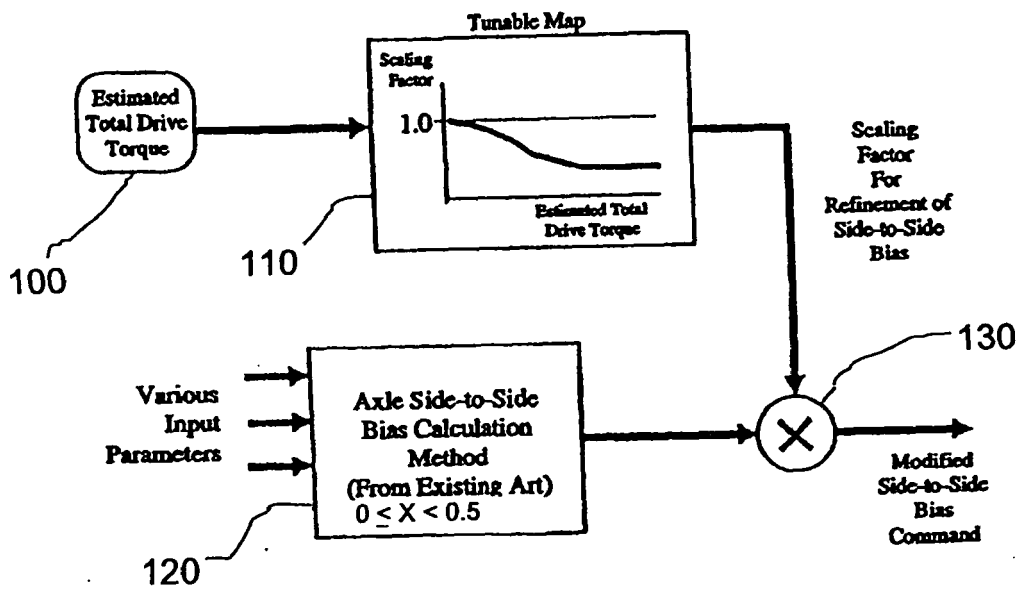 Tunable Map
Estimated
Total Drive
Torque
Scaling
Factor
1.0
Estimated Total
Drive Torque
Scaling
Factor
For
Refinement of
Side-to-Side
Bias
100
110
130
Various
Input
Parameters
Axle Side-to-Side
Bias Calculation
Method
(From Existing Art)
0 ≤ X < 0.5
Modified
Side-to-Side
Bias
Command
120